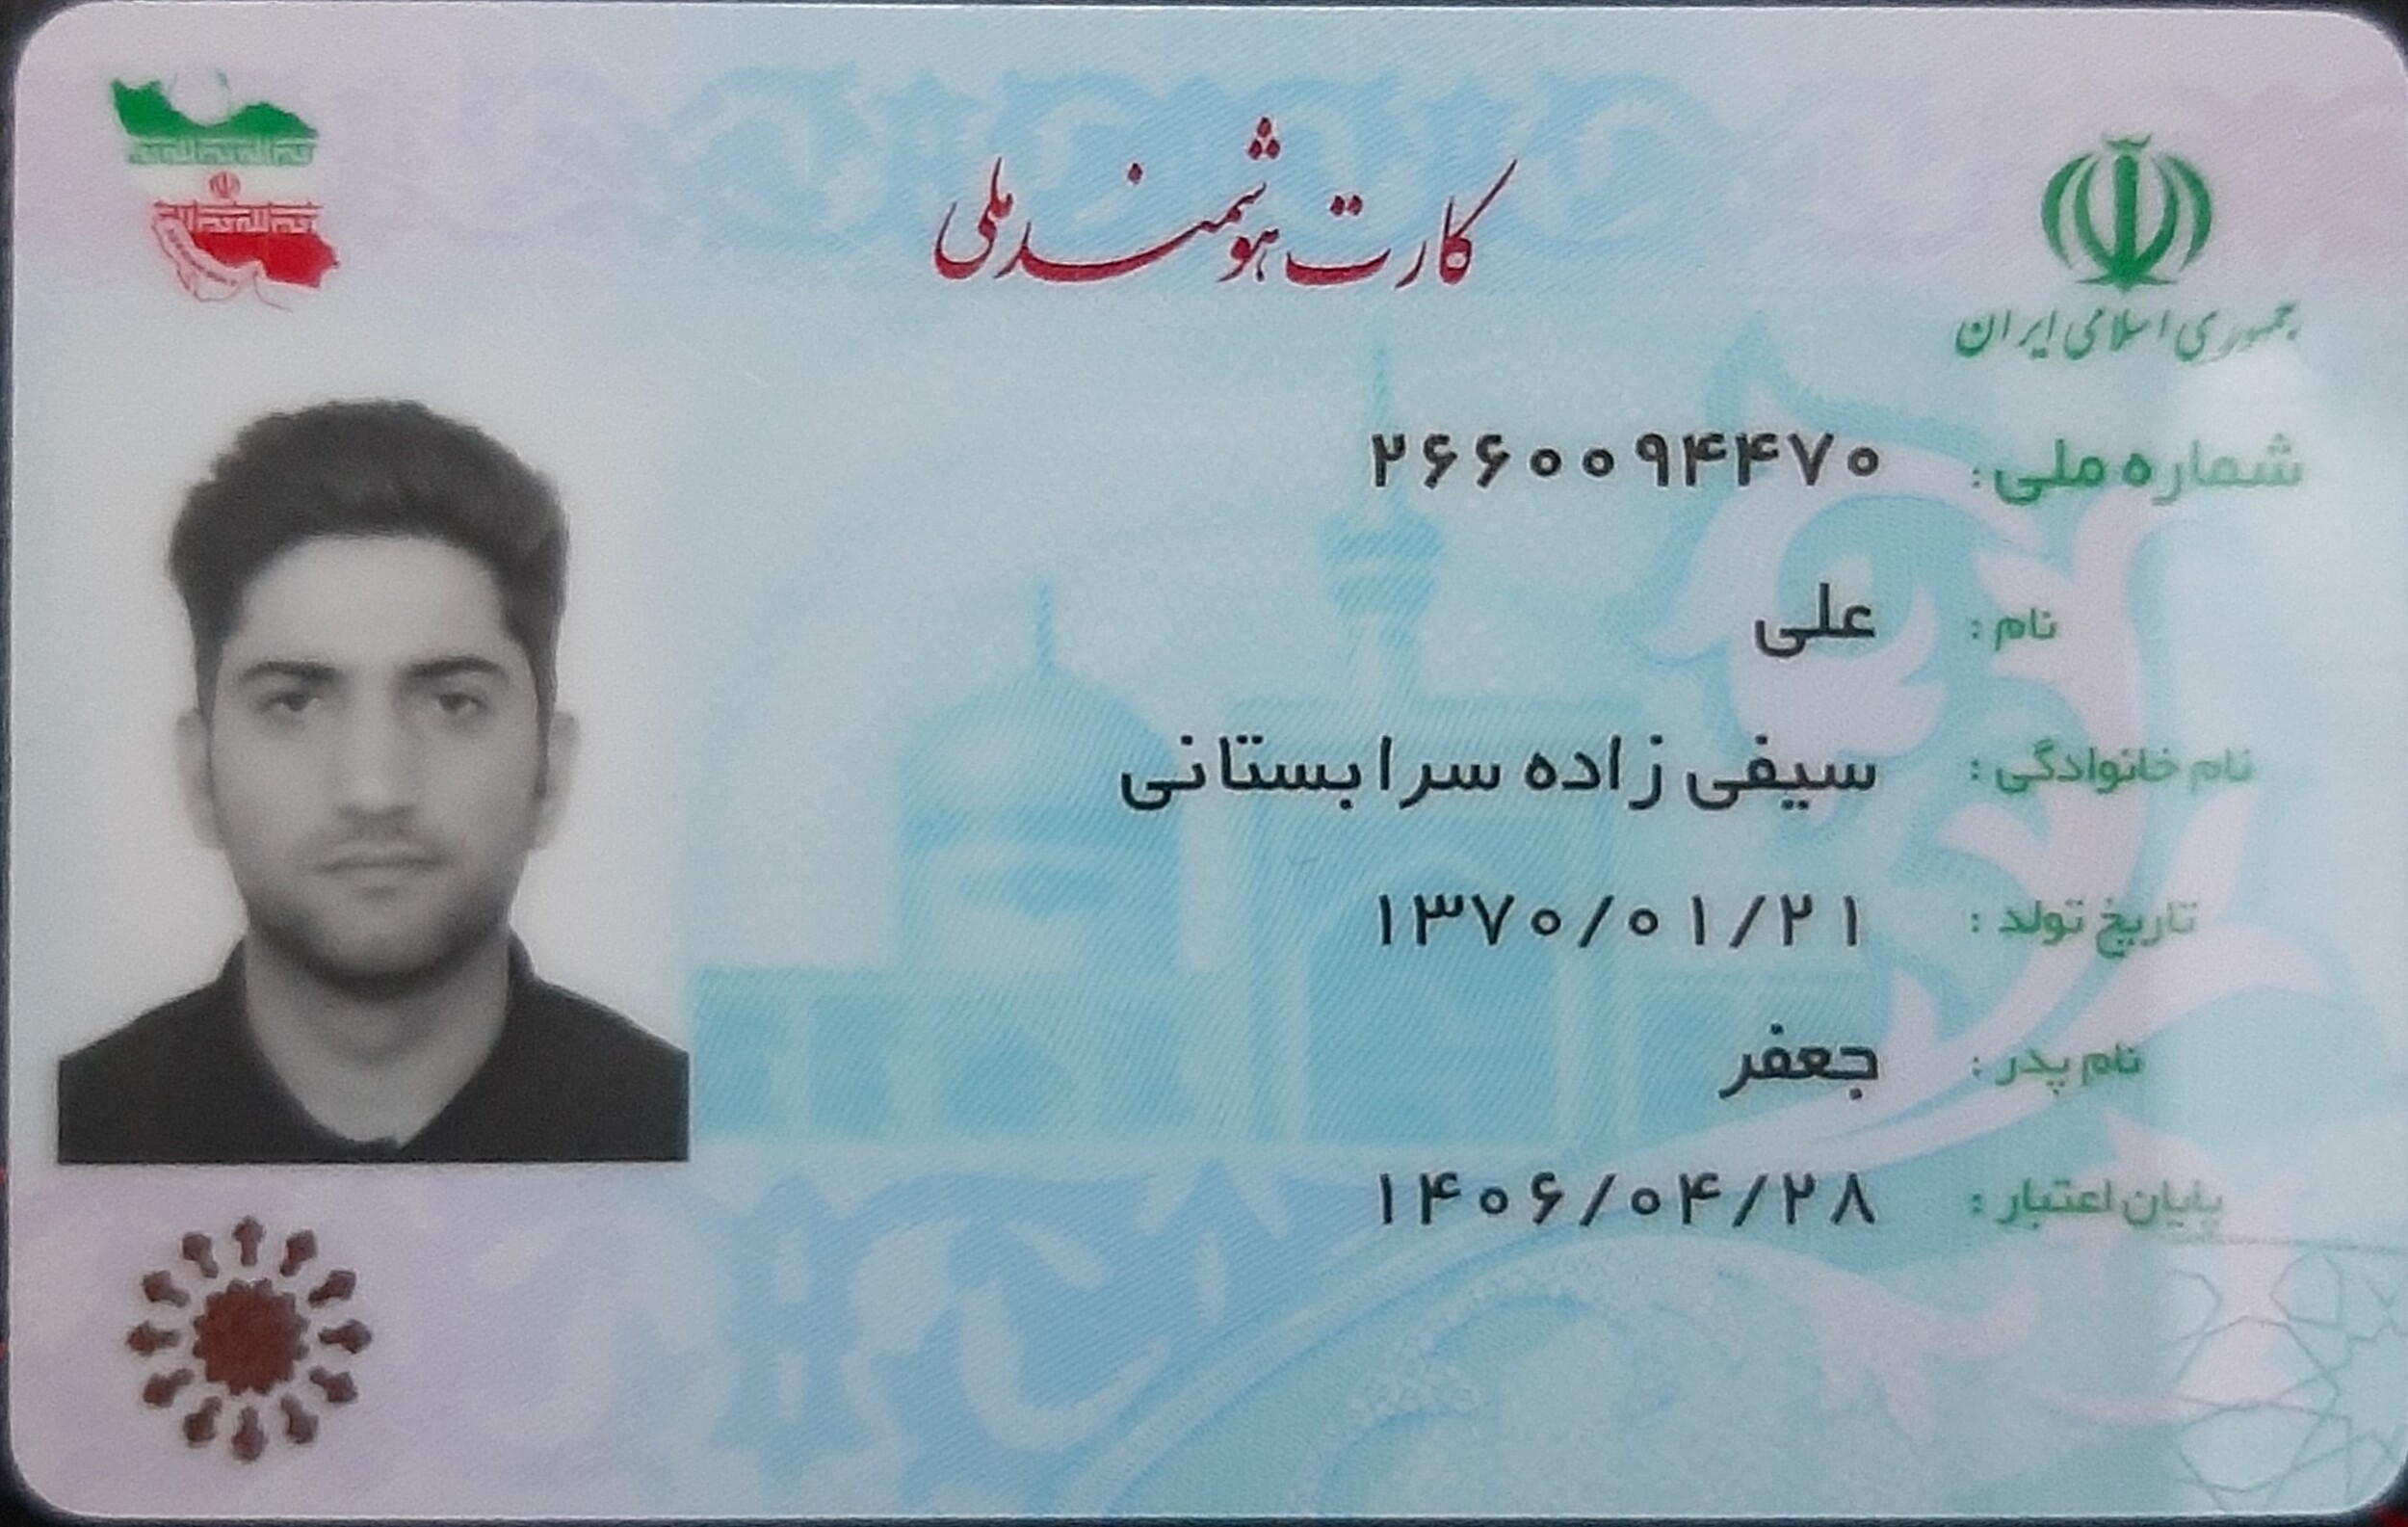 کارت هوشمند ملی
جمهوری اسلامی ایران
شماره ملی: ۲۶۶۰۰۹۴۴۷۰
نام: علی
نام خانوادگی: سیفی زاده سرابستانی
تاریخ تولد: ۱۳۷۰/۰۱/۲۱
نام پدر: جعفر
پایان اعتبار: ۱۴۰۶/۰۴/۲۸